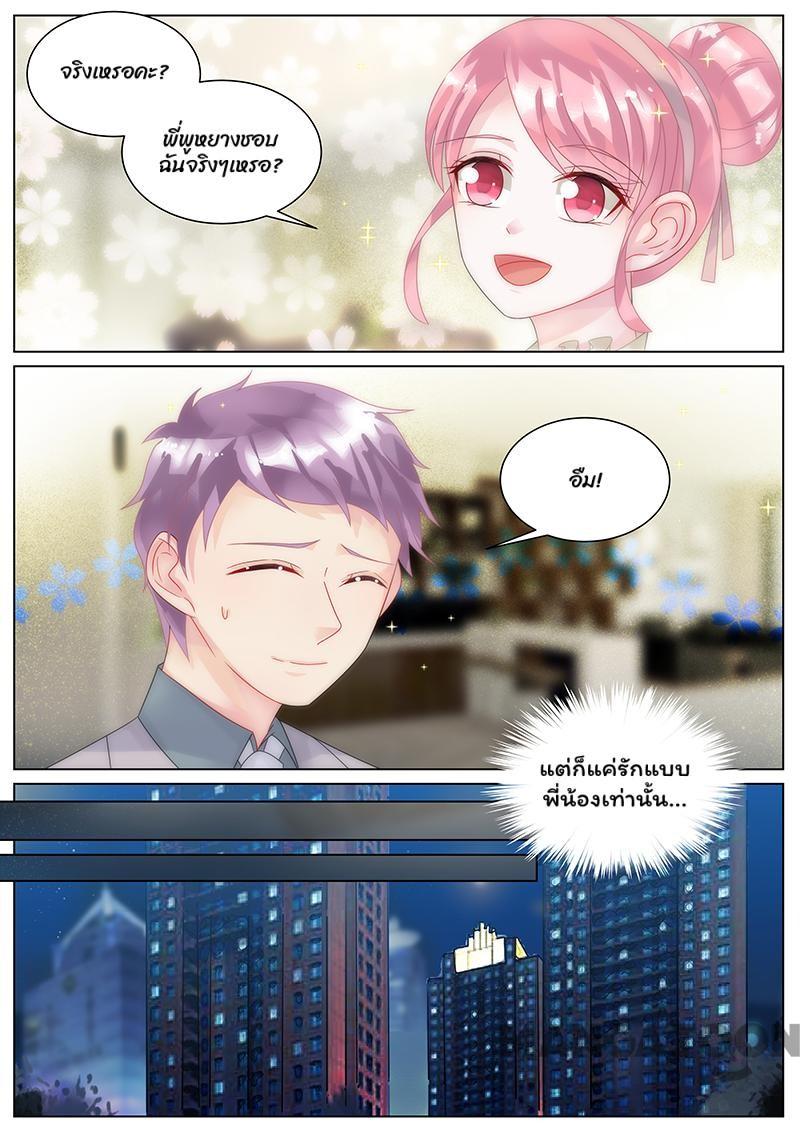 จริงเหรอคะ?
พี่พูหยางชอบ
ฉันจริงๆเหรอ?
อืม!
แต่ก็แค่รักแบบ
พี่น้องเท่านั้น...